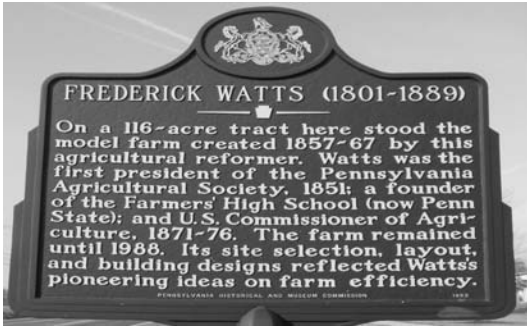 FREDERICK WATTS (1801-1889)
On a 116-acre tract here stood the
model farm created 1857-67 by this
agricultural reformer. Watts was the
first president of the Pennsylvania
Agricultural Society, 1851; a founder
of the Farmers' High School (now Penn
State); and U.S. Commissioner of Agri-
culture, 1871-76. The farm remained
until 1988. Its site selection, layout,
and building designs reflected Watts's
pioneering ideas on farm efficiency.
PENNSYLVANIA HISTORICAL AND MUSEUM COMMISSION